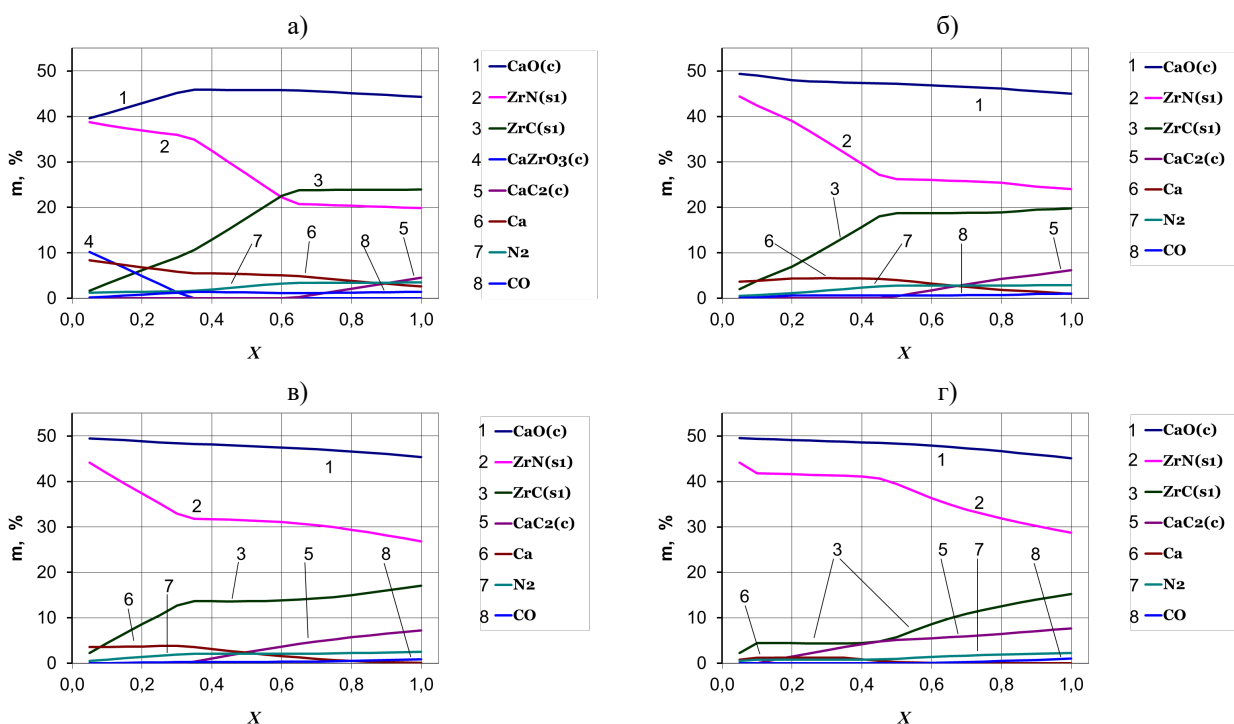 а)
50
40
30
20
10
0
m, %
0,0 0,2 0,4 0,6 0,8 1,0
X
1 2 3 4 5 6 7 8
1 CaO(c)
2 ZrN(s1)
3 ZrC(s1)
4 CaZrO3(c)
5 CaC2(c)
6 Ca
7 N2
8 CO
б)
50
40
30
20
10
0
m, %
0,0 0,2 0,4 0,6 0,8 1,0
X
1 2 3 5 6 7 8
1 CaO(c)
2 ZrN(s1)
3 ZrC(s1)
5 CaC2(c)
6 Ca
7 N2
8 CO
в)
50
40
30
20
10
0
m, %
0,0 0,2 0,4 0,6 0,8 1,0
X
1 2 3 5 8 6 7
1 CaO(c)
2 ZrN(s1)
3 ZrC(s1)
5 CaC2(c)
6 Ca
7 N2
8 CO
г)
50
40
30
20
10
0
m, %
0,0 0,2 0,4 0,6 0,8 1,0
X
1 2 3 5 7 8 6
1 CaO(c)
2 ZrN(s1)
3 ZrC(s1)
5 CaC2(c)
6 Ca
7 N2
8 CO